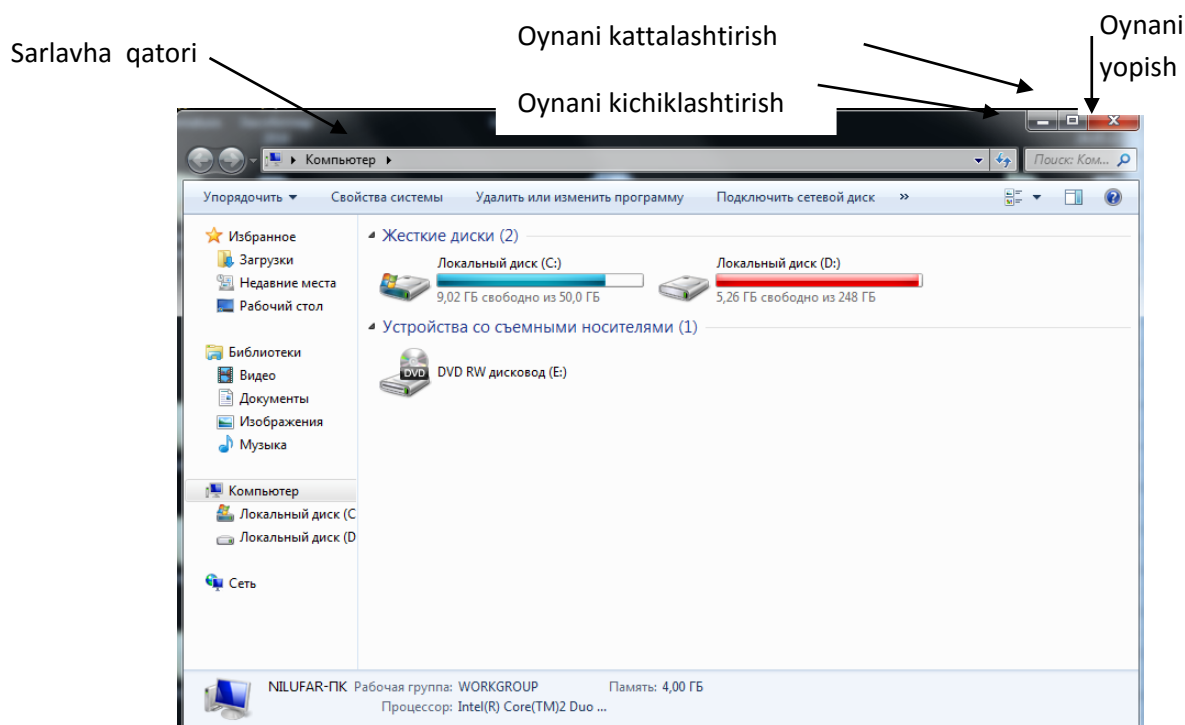 Sarlavha qatori
Oynani kattalashtirish
Oynani kichiklashtirish
Oynani
yopish
Компьютер
Поиск: Ком...
Упорядочить
Свойства системы
Удалить или изменить программу
Подключить сетевой диск
»
Избранное
Загрузки
Недавние места
Рабочий стол
Библиотеки
Видео
Документы
Изображения
Музыка
Компьютер
Локальный диск (C
Локальный диск (D
Сеть
Жесткие диски (2)
Локальный диск (C:)
9,02 ГБ свободно из 50,0 ГБ
Локальный диск (D:)
5,26 ГБ свободно из 248 ГБ
Устройства со съемными носителями (1)
DVD
DVD RW дисковод (E:)
NILUFAR-ПК Рабочая группа: WORKGROUP Память: 4,00 ГБ
Процессор: Intel(R) Core(TM)2 Duo ...